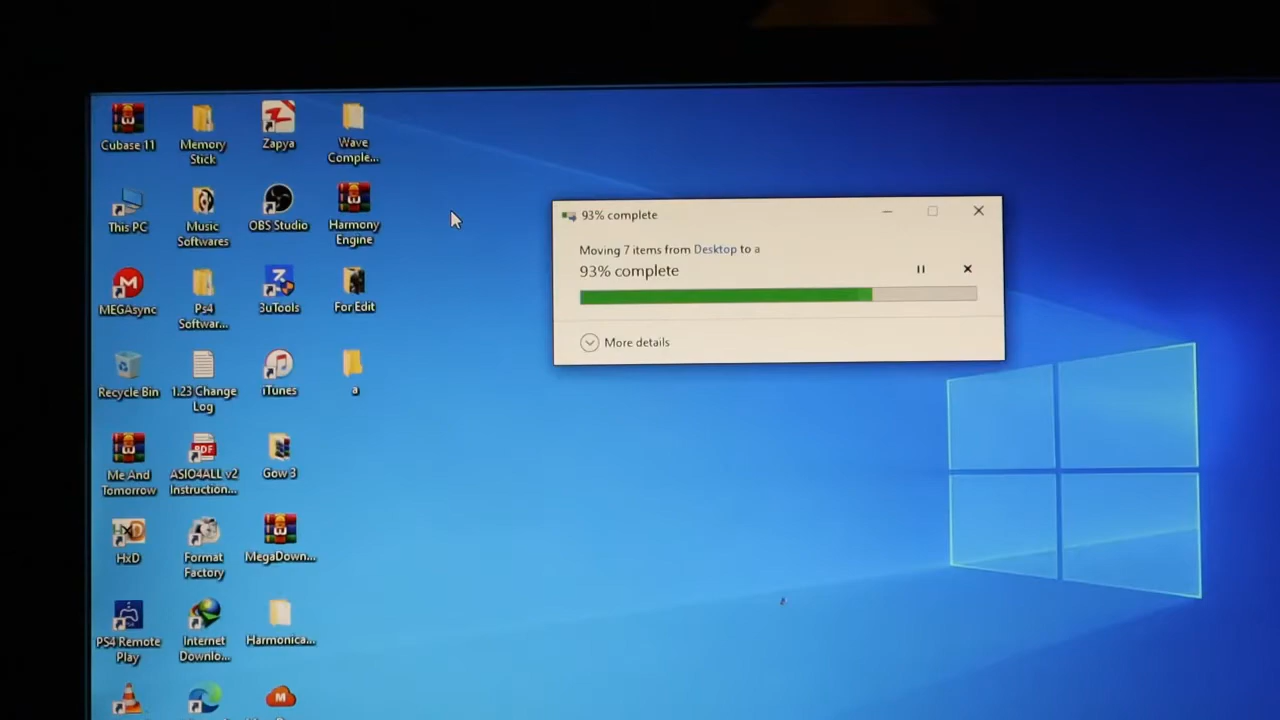 Cubase 11
Memory
Stick
Zapya
Wave
Comple...
This PC
Music
Softwares
OBS Studio
Harmony
Engine
MEGAsync
Ps4
Softwar...
3uTools
For Edit
Recycle Bin
1.23 Change
Log
iTunes
a
Me And
Tomorrow
PDF
ASIO4ALL v2
Instruction...
Gow 3
HxD
Format
Factory
MegaDown...
PS4 Remote
Play
Internet
Downlo...
Harmonica...
93% complete
Moving 7 items from Desktop to a
93% complete
More details